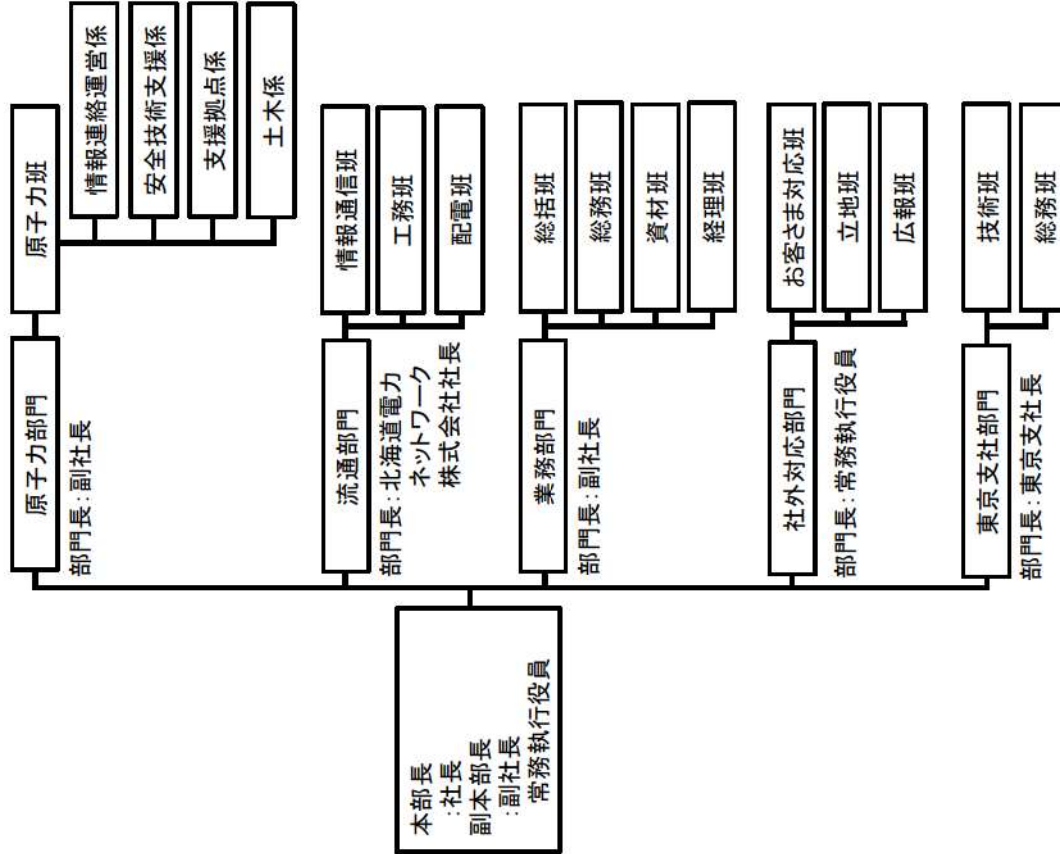 本部長
:社長
副本部長
:副社長
常務執行役員
原子力部門
部門長:副社長
原子力班
情報連絡運営係
安全技術支援係
支援拠点係
土木係
流通部門
部門長:北海道電力
ネットワーク
株式会社社長
情報通信班
工務班
配電班
業務部門
部門長:副社長
総括班
総務班
資材班
経理班
社外対応部門
部門長:常務執行役員
お客さま対応班
立地班
広報班
東京支社部門
部門長:東京支社長
技術班
総務班